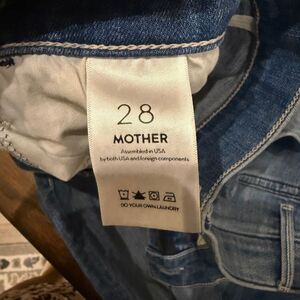 28
MOTHER
Assembled in USA
by both USA and foreign components
DO YOUR OWN LAUNDRY